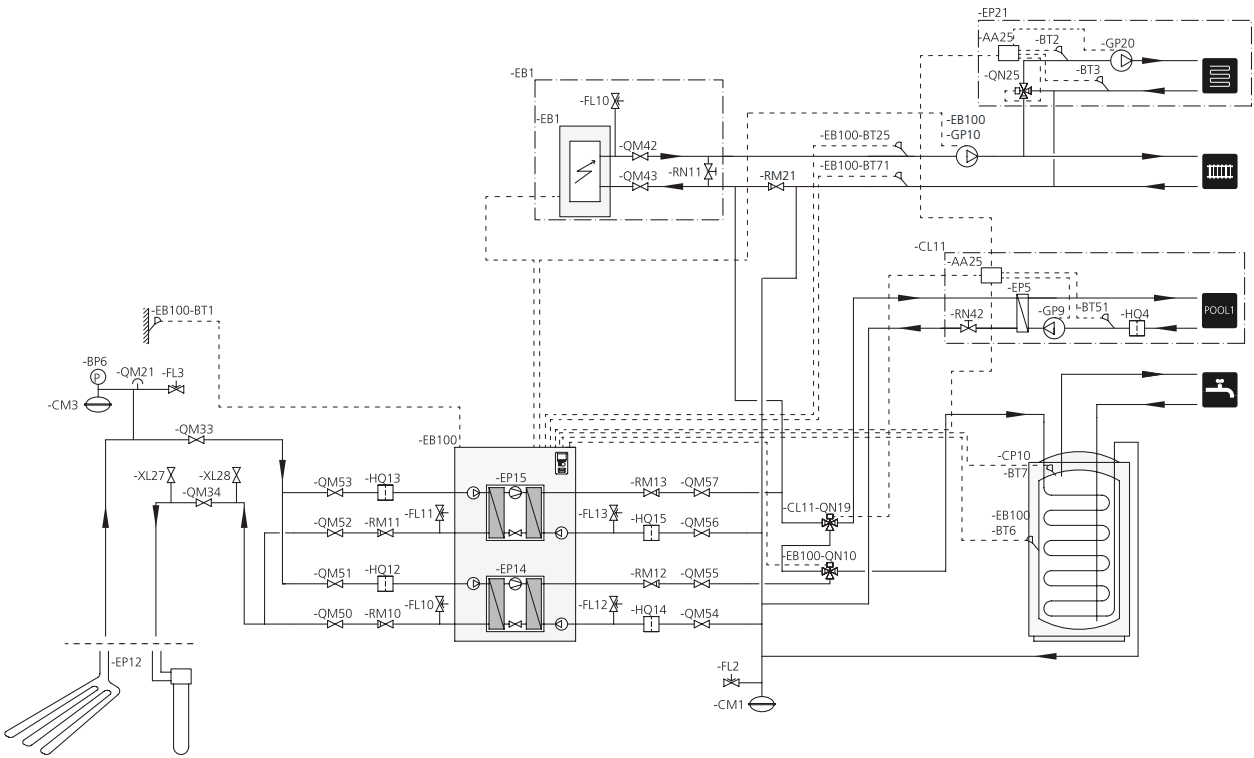 -EP21
-AA25
-BT2
-GP20
-BT3
-QN25
-EB1
-FL10
-EB1
-QM42
-QM43
-RN11
-RM21
-EB100-BT25
-EB100-BT71
-EB100
-GP10
-CL11
-AA25
-EP5
-GP9
-BT51
-HQ4
-RN42
POOL1
-EB100-BT1
-BP6
P
-QM21
-FL3
-CM3
-QM33
-XL27
-XL28
-QM34
-EB100
-QM53
-HQ13
-EP15
-RM13
-QM57
-QM52
-RM11
-FL11
-FL13
-HQ15
-QM56
-QM51
-HQ12
-EP14
-RM12
-QM55
-QM50
-RM10
-FL10
-FL12
-HQ14
-QM54
-CL11-QN19
-EB100-QN10
-CP10
-BT7
-EB100
-BT6
-EP12
-FL2
-CM1